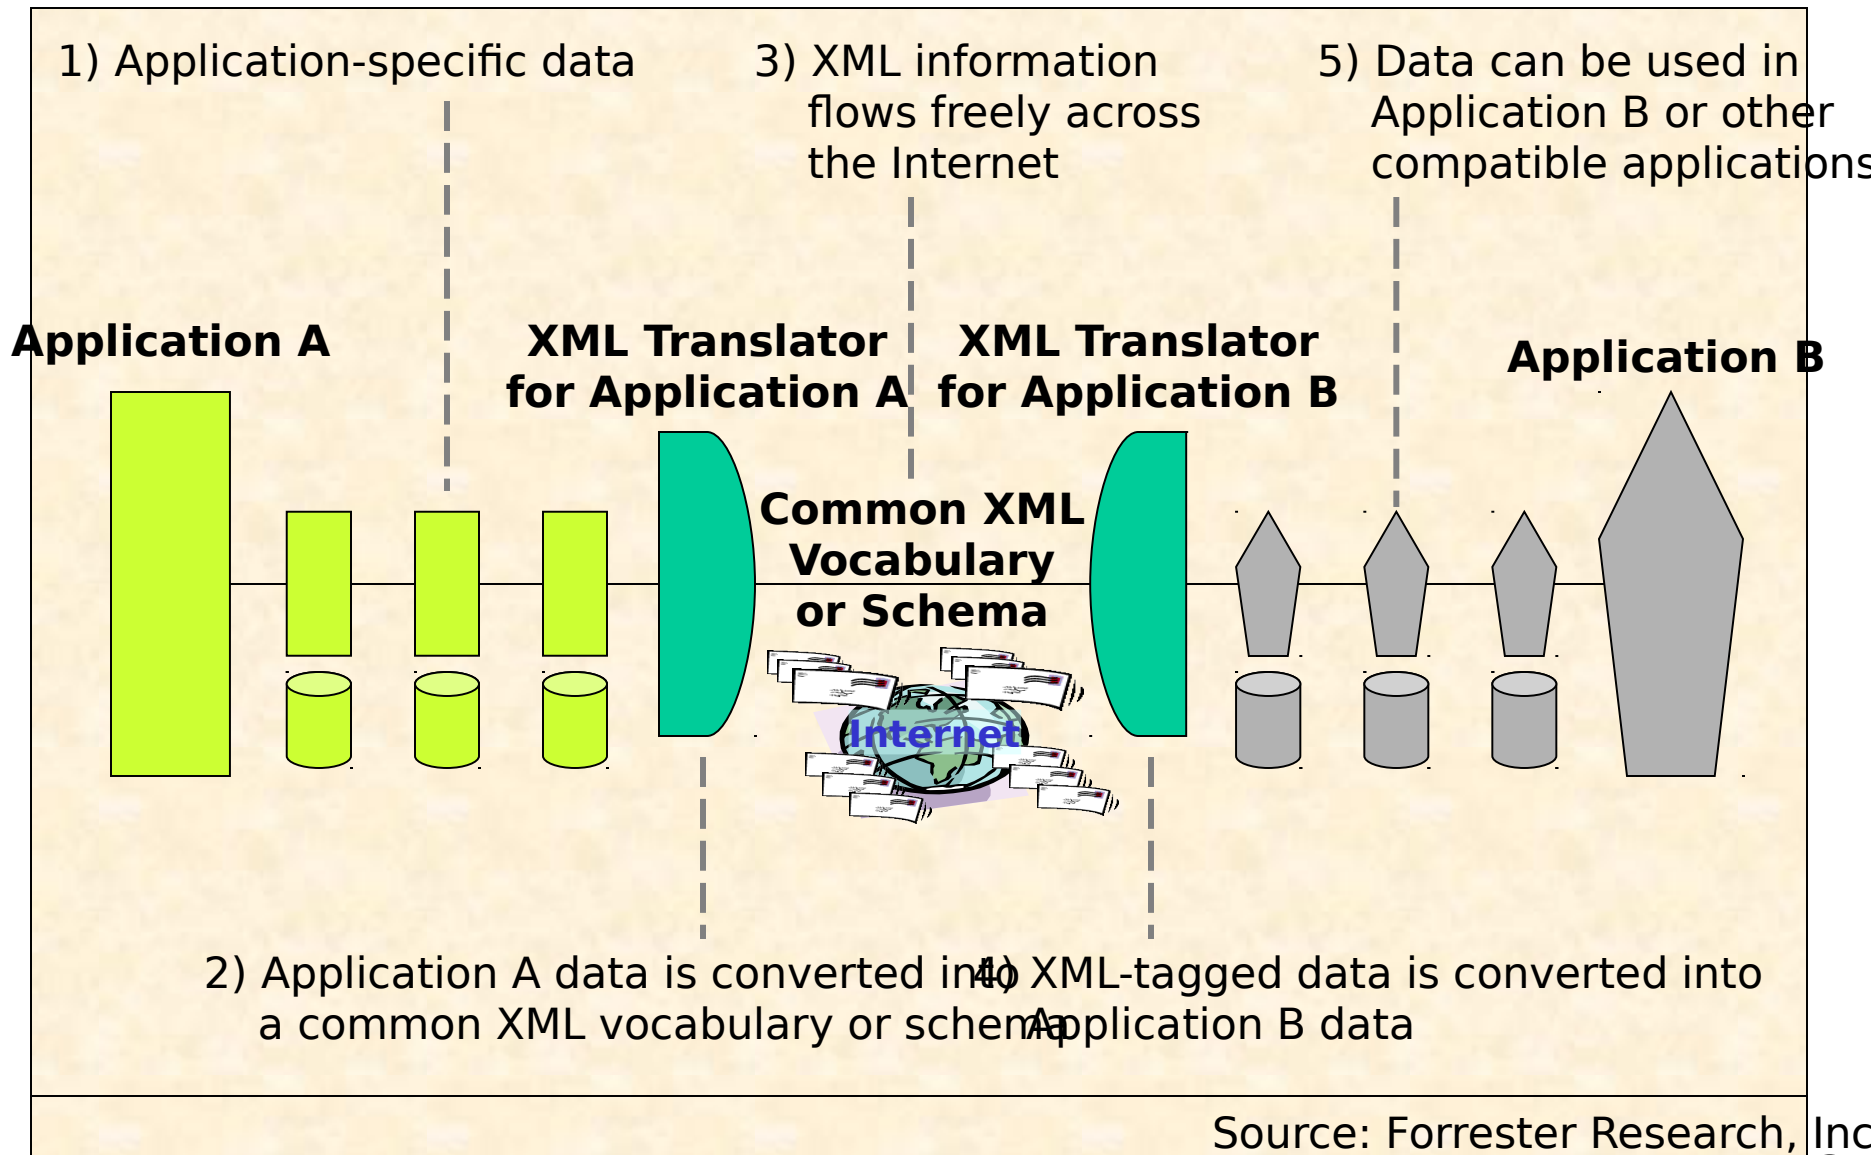 1) Application-specific data
3) XML information
flows freely across
the Internet
5) Data can be used in
Application B or other
compatible applications
Application A
XML Translator
for Application A
XML Translator
for Application B
Application B
Common XML
Vocabulary
or Schema
Internet
2) Application A data is converted into
a common XML vocabulary or schema
4) XML-tagged data is converted into
Application B data
Source: Forrester Research, Inc